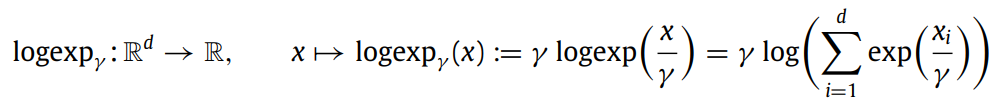 logexp_γ : ℝ^d → ℝ, x ↦ logexp_γ(x) := γ logexp(x/γ) = γ log(∑_{i=1}^{d} exp(x_i/γ))